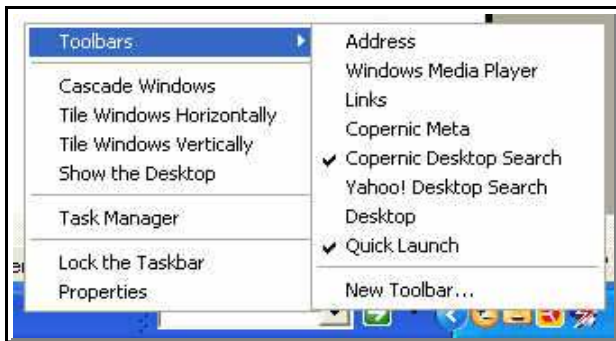 Toolbars
Cascade Windows
Tile Windows Horizontally
Tile Windows Vertically
Show the Desktop
Task Manager
Lock the Taskbar
Properties
Address
Windows Media Player
Links
Copernic Meta
Copernic Desktop Search
Yahoo! Desktop Search
Desktop
Quick Launch
New Toolbar...